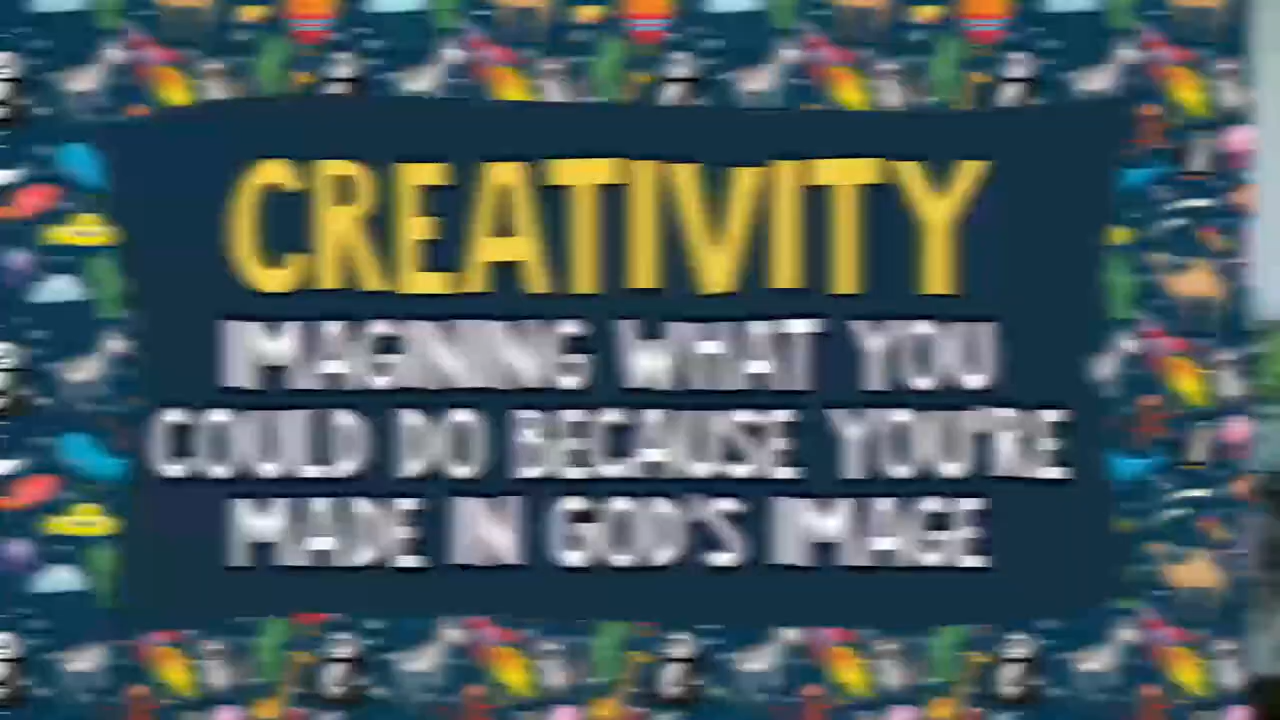 CREATIVITY
IMAGINING WHAT YOU
COULD DO BECAUSE YOU'RE
MADE IN GOD'S IMAGE